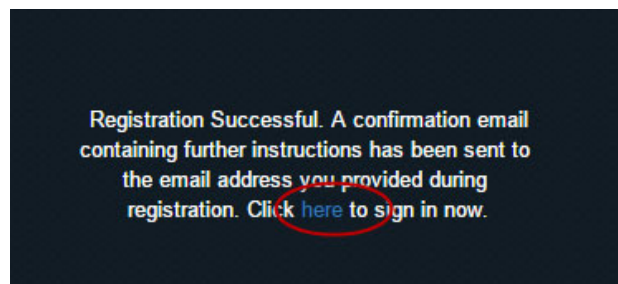 Registration Successful. A confirmation email
containing further instructions has been sent to
the email address you provided during
registration. Click here to sign in now.